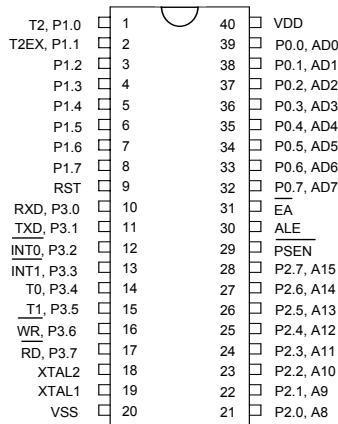 T2, P1.0 1 40 VDD
T2EX, P1.1 2 39 P0.0, AD0
P1.2 3 38 P0.1, AD1
P1.3 4 37 P0.2, AD2
P1.4 5 36 P0.3, AD3
P1.5 6 35 P0.4, AD4
P1.6 7 34 P0.5, AD5
P1.7 8 33 P0.6, AD6
RST 9 32 P0.7, AD7
RXD, P3.0 10 31 EA
TXD, P3.1 11 30 ALE
INT0, P3.2 12 29 PSEN
INT1, P3.3 13 28 P2.7, A15
T0, P3.4 14 27 P2.6, A14
T1, P3.5 15 26 P2.5, A13
WR, P3.6 16 25 P2.4, A12
RD, P3.7 17 24 P2.3, A11
XTAL2 18 23 P2.2, A10
XTAL1 19 22 P2.1, A9
VSS 20 21 P2.0, A8